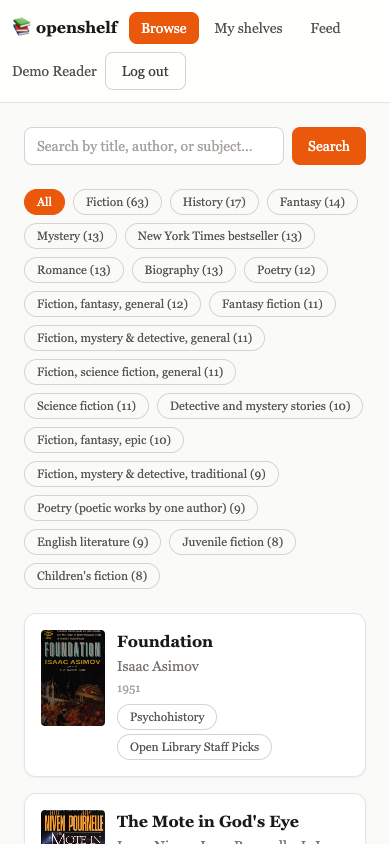 openshelf Browse My shelves Feed
Demo Reader Log out
Search by title, author, or subject... Search
All Fiction (63) History (17) Fantasy (14)
Mystery (13) New York Times bestseller (13)
Romance (13) Biography (13) Poetry (12)
Fiction, fantasy, general (12) Fantasy fiction (11)
Fiction, mystery & detective, general (11)
Fiction, science fiction, general (11)
Science fiction (11) Detective and mystery stories (10)
Fiction, fantasy, epic (10)
Fiction, mystery & detective, traditional (9)
Poetry (poetic works by one author) (9)
English literature (9) Juvenile fiction (8)
Children's fiction (8)
FOUNDATION
ISAAC ASIMOV
Foundation
Isaac Asimov
1951
Psychohistory
Open Library Staff Picks
NIVEN POURNELLE
MOTE IN
The Mote in God's Eye